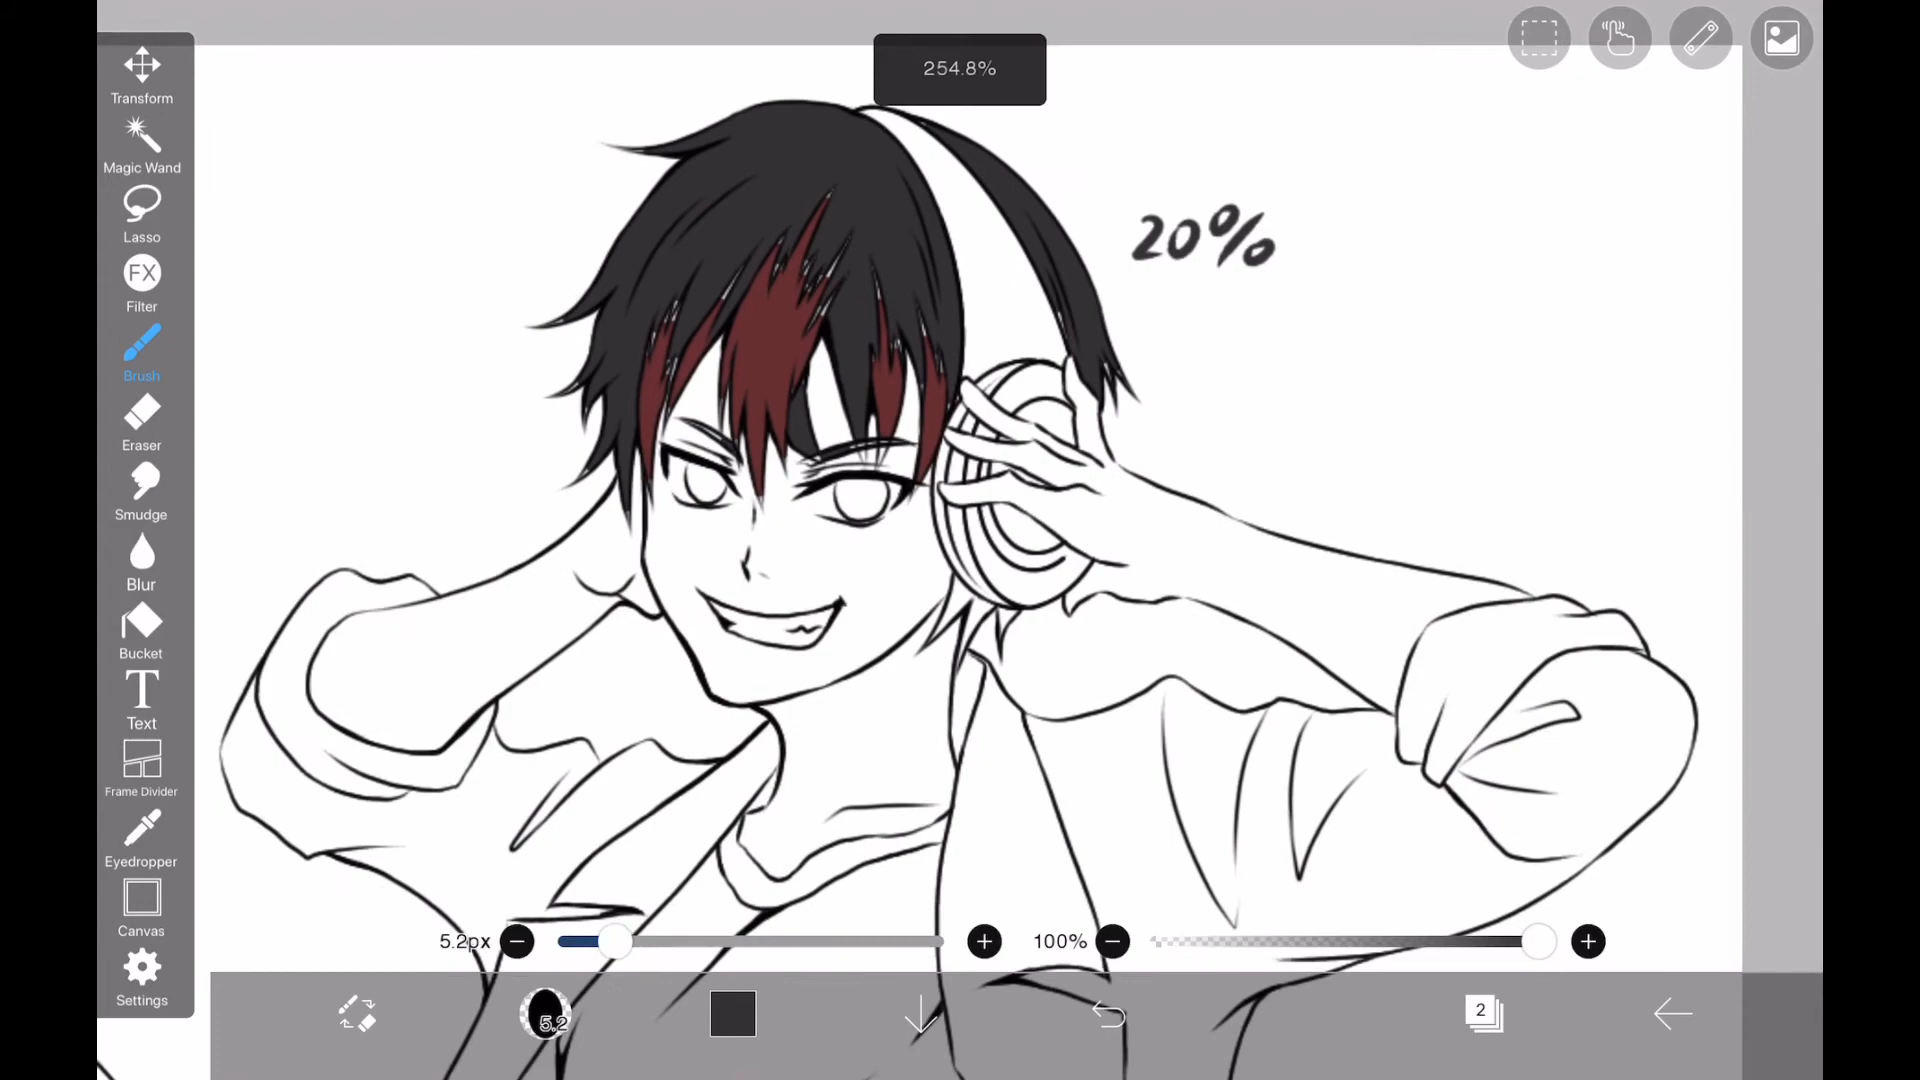 254.8%
Transform
Magic Wand
Lasso
FX
Filter
Brush
Eraser
Smudge
Blur
Bucket
T
Text
Frame Divider
Eyedropper
Canvas
Settings
20%
5.2px
100%
5.2
2